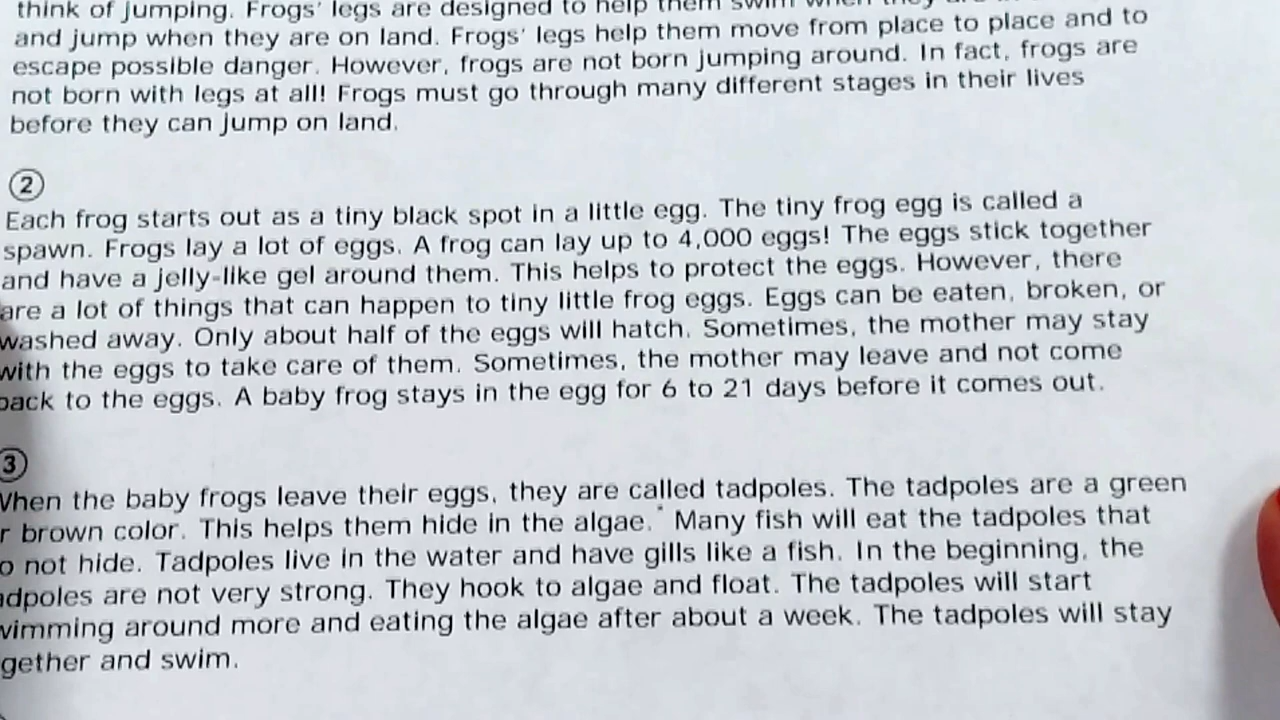 think of jumping. Frogs' legs are designed to help them swim when they are
and jump when they are on land. Frogs' legs help them move from place to place and to
escape possible danger. However, frogs are not born jumping around. In fact, frogs are
not born with legs at all! Frogs must go through many different stages in their lives
before they can jump on land.
2
Each frog starts out as a tiny black spot in a little egg. The tiny frog egg is called a
spawn. Frogs lay a lot of eggs. A frog can lay up to 4,000 eggs! The eggs stick together
and have a jelly-like gel around them. This helps to protect the eggs. However, there
are a lot of things that can happen to tiny little frog eggs. Eggs can be eaten, broken, or
washed away. Only about half of the eggs will hatch. Sometimes, the mother may stay
with the eggs to take care of them. Sometimes, the mother may leave and not come
back to the eggs. A baby frog stays in the egg for 6 to 21 days before it comes out.
3
When the baby frogs leave their eggs, they are called tadpoles. The tadpoles are a green
r brown color. This helps them hide in the algae.* Many fish will eat the tadpoles that
o not hide. Tadpoles live in the water and have gills like a fish. In the beginning, the
adpoles are not very strong. They hook to algae and float. The tadpoles will start
wimming around more and eating the algae after about a week. The tadpoles will stay
gether and swim.